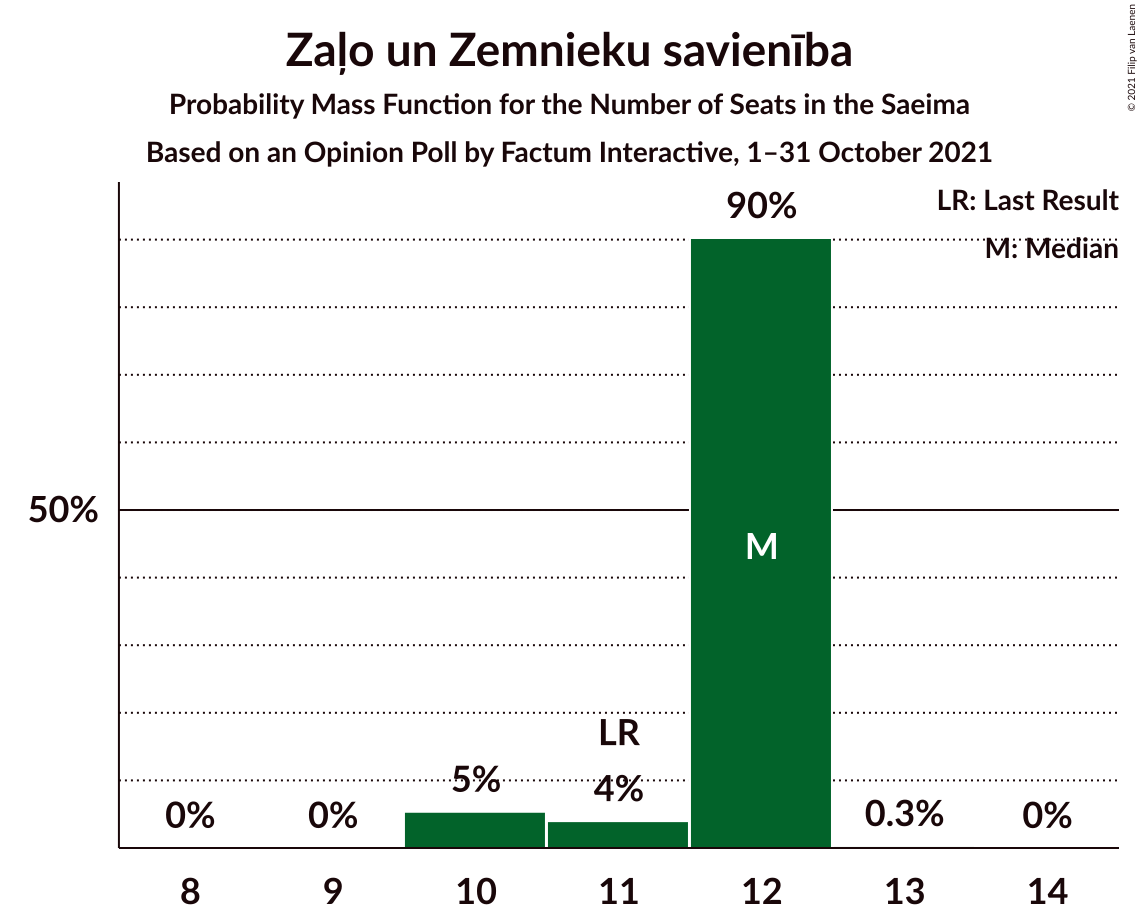 Zaļo un Zemnieku savienība
Probability Mass Function for the Number of Seats in the Saeima
Based on an Opinion Poll by Factum Interactive, 1–31 October 2021
© 2021 Filip van Laenen
LR: Last Result
M: Median
90%
50%
M
LR
0%
0%
5%
4%
0.3%
0%
8
9
10
11
12
13
14